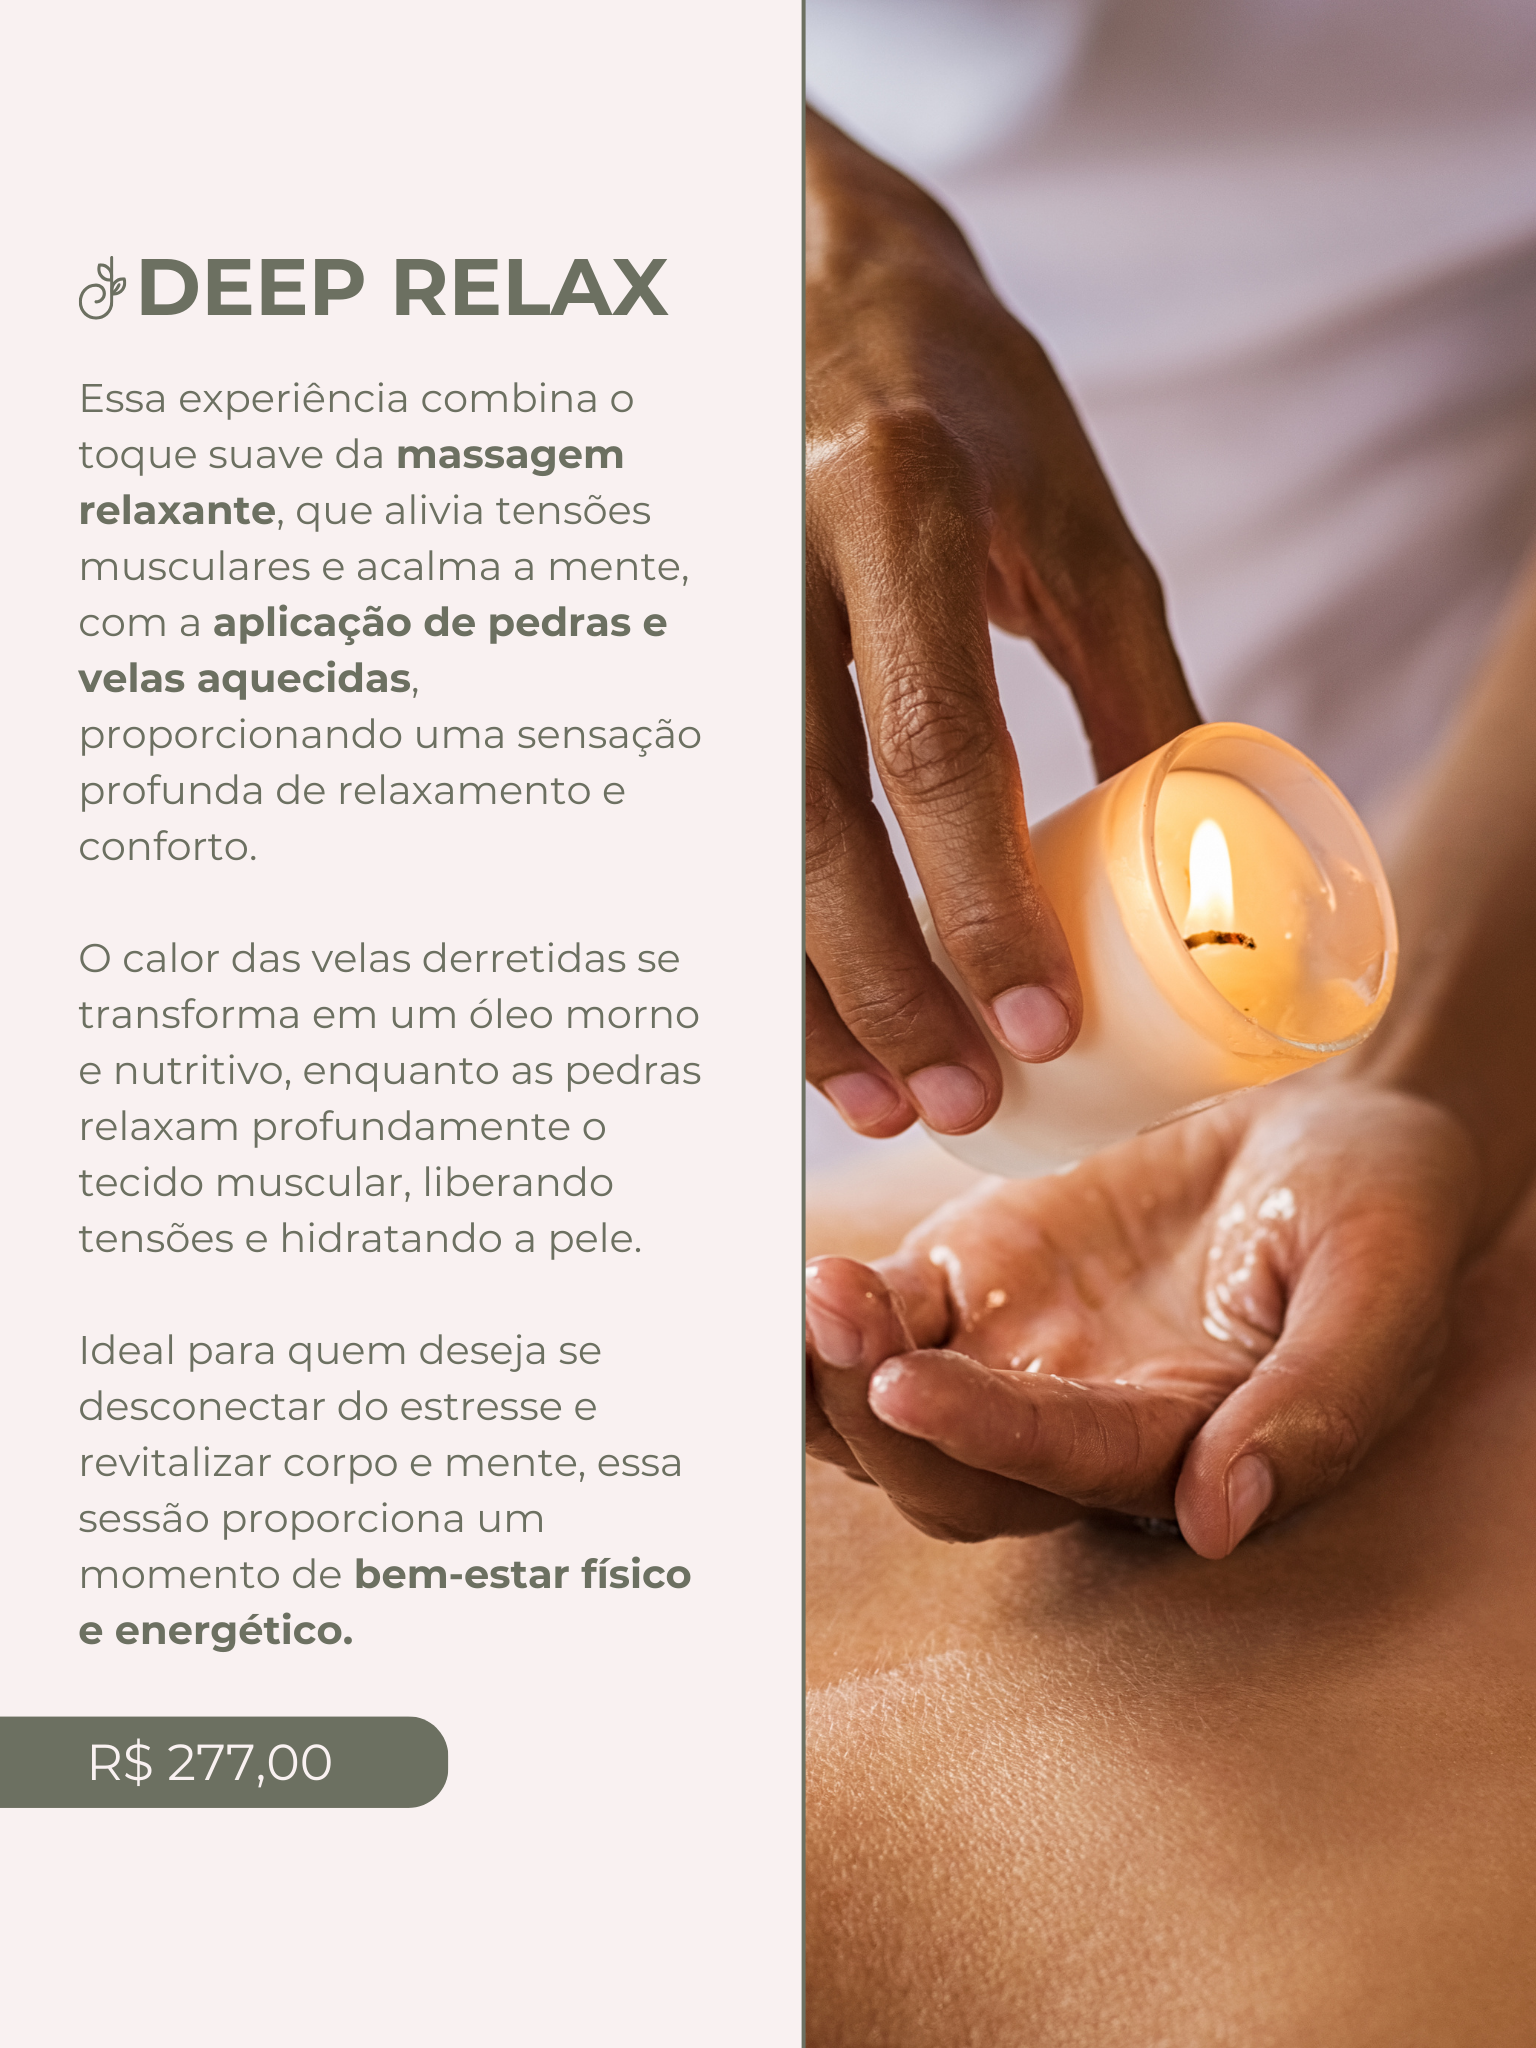 DEEP RELAX
Essa experiência combina o
toque suave da massagem
relaxante, que alivia tensões
musculares e acalma a mente,
com a aplicação de pedras e
velas aquecidas,
proporcionando uma sensação
profunda de relaxamento e
conforto.
O calor das velas derretidas se
transforma em um óleo morno
e nutritivo, enquanto as pedras
relaxam profundamente o
tecido muscular, liberando
tensões e hidratando a pele.
Ideal para quem deseja se
desconectar do estresse e
revitalizar corpo e mente, essa
sessão proporciona um
momento de bem-estar físico
e energético.
R$ 277,00